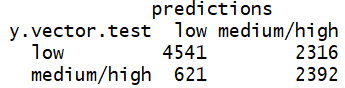 predictions
y.vector.test low medium/high
low 4541 2316
medium/high 621 2392